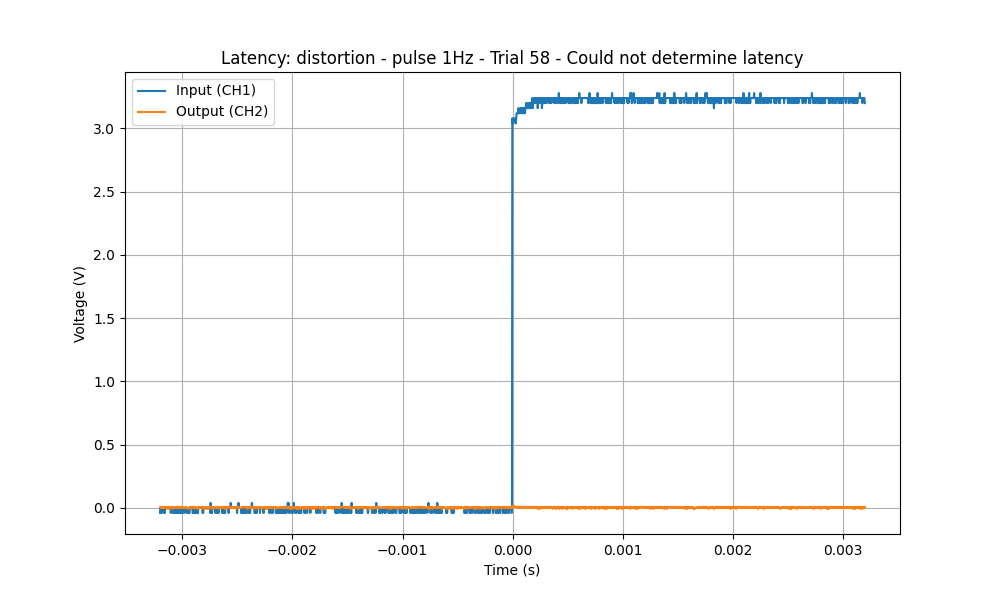 Latency: distortion - pulse 1Hz - Trial 58 - Could not determine latency
Input (CH1)
Output (CH2)
Voltage (V)
3.0
2.5
2.0
1.5
1.0
0.5
0.0
−0.003
−0.002
−0.001
0.000
0.001
0.002
0.003
Time (s)